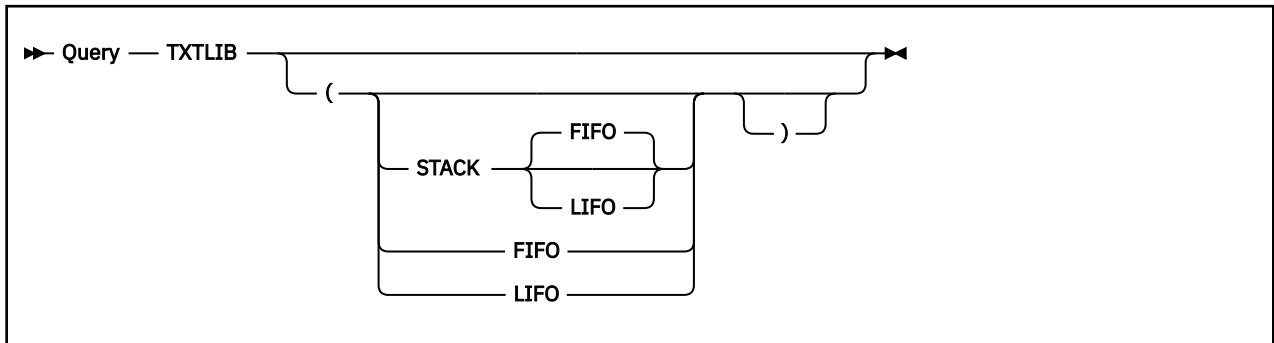 Query TXTLIB
(
)
FIFO
STACK
LIFO
FIFO
LIFO